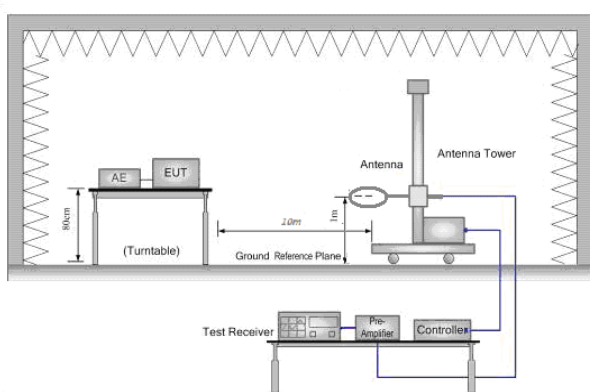 Antenna Tower
Antenna
AE
EUT
80cm
(Turntable)
10m
1m
Ground Reference Plane
Test Receiver
Pre-
Amplifier
Controller